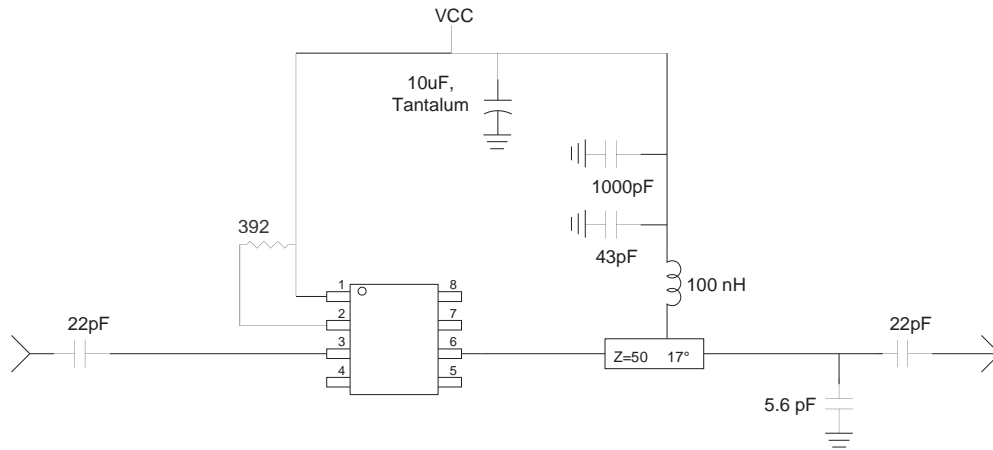 VCC
10uF,
Tantalum
1000pF
392
43pF
100 nH
1 8
2 7
22pF
3 6
Z=50 17°
22pF
4 5
5.6 pF